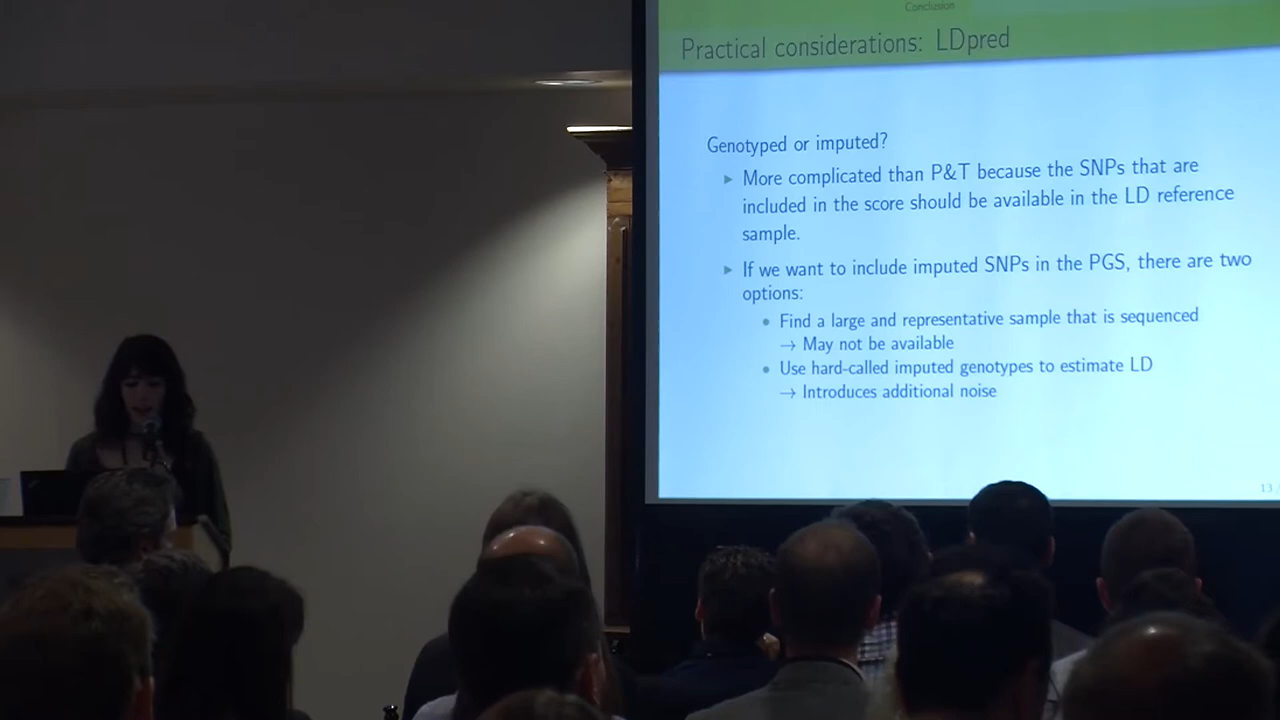 Conclusion
Practical considerations: LDpred
Genotyped or imputed?
▸ More complicated than P&T because the SNPs that are
included in the score should be available in the LD reference
sample.
▸ If we want to include imputed SNPs in the PGS, there are two
options:
• Find a large and representative sample that is sequenced
→ May not be available
• Use hard-called imputed genotypes to estimate LD
→ Introduces additional noise
13 /